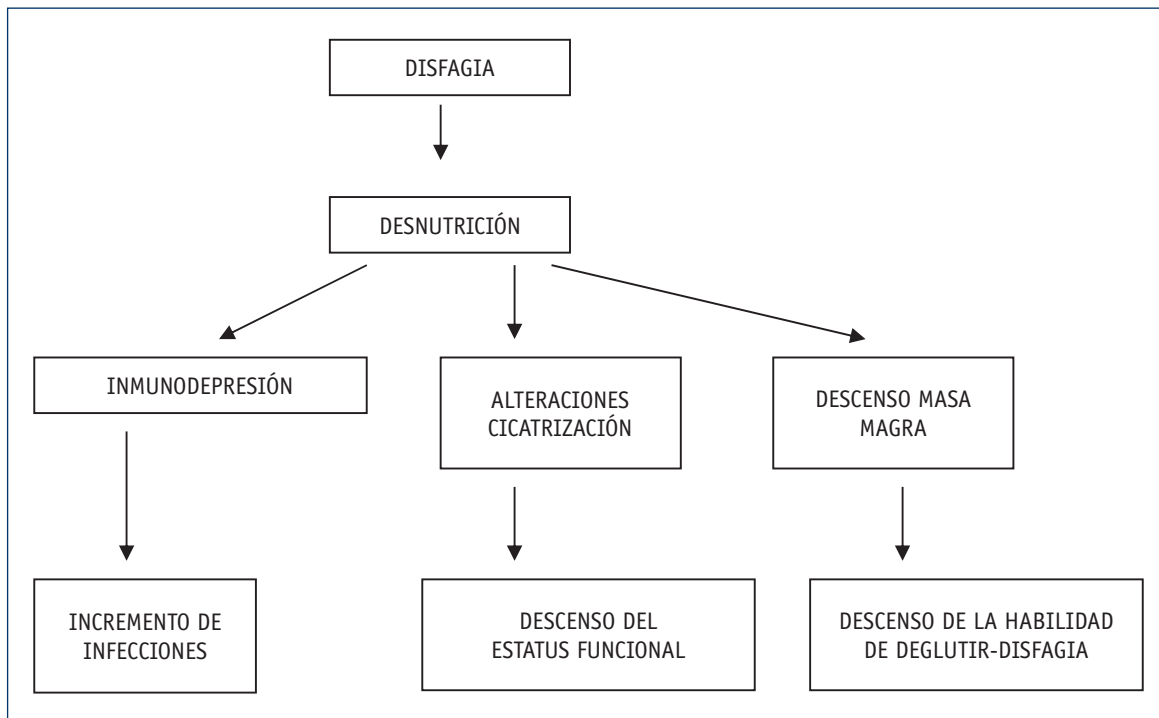 DISFAGIA
DESNUTRICIÓN
INMUNODEPRESIÓN
ALTERACIONES
CICATRIZACIÓN
DESCENSO MASA
MAGRA
INCREMENTO DE
INFECCIONES
DESCENSO DEL
ESTATUS FUNCIONAL
DESCENSO DE LA HABILIDAD
DE DEGLUTIR-DISFAGIA